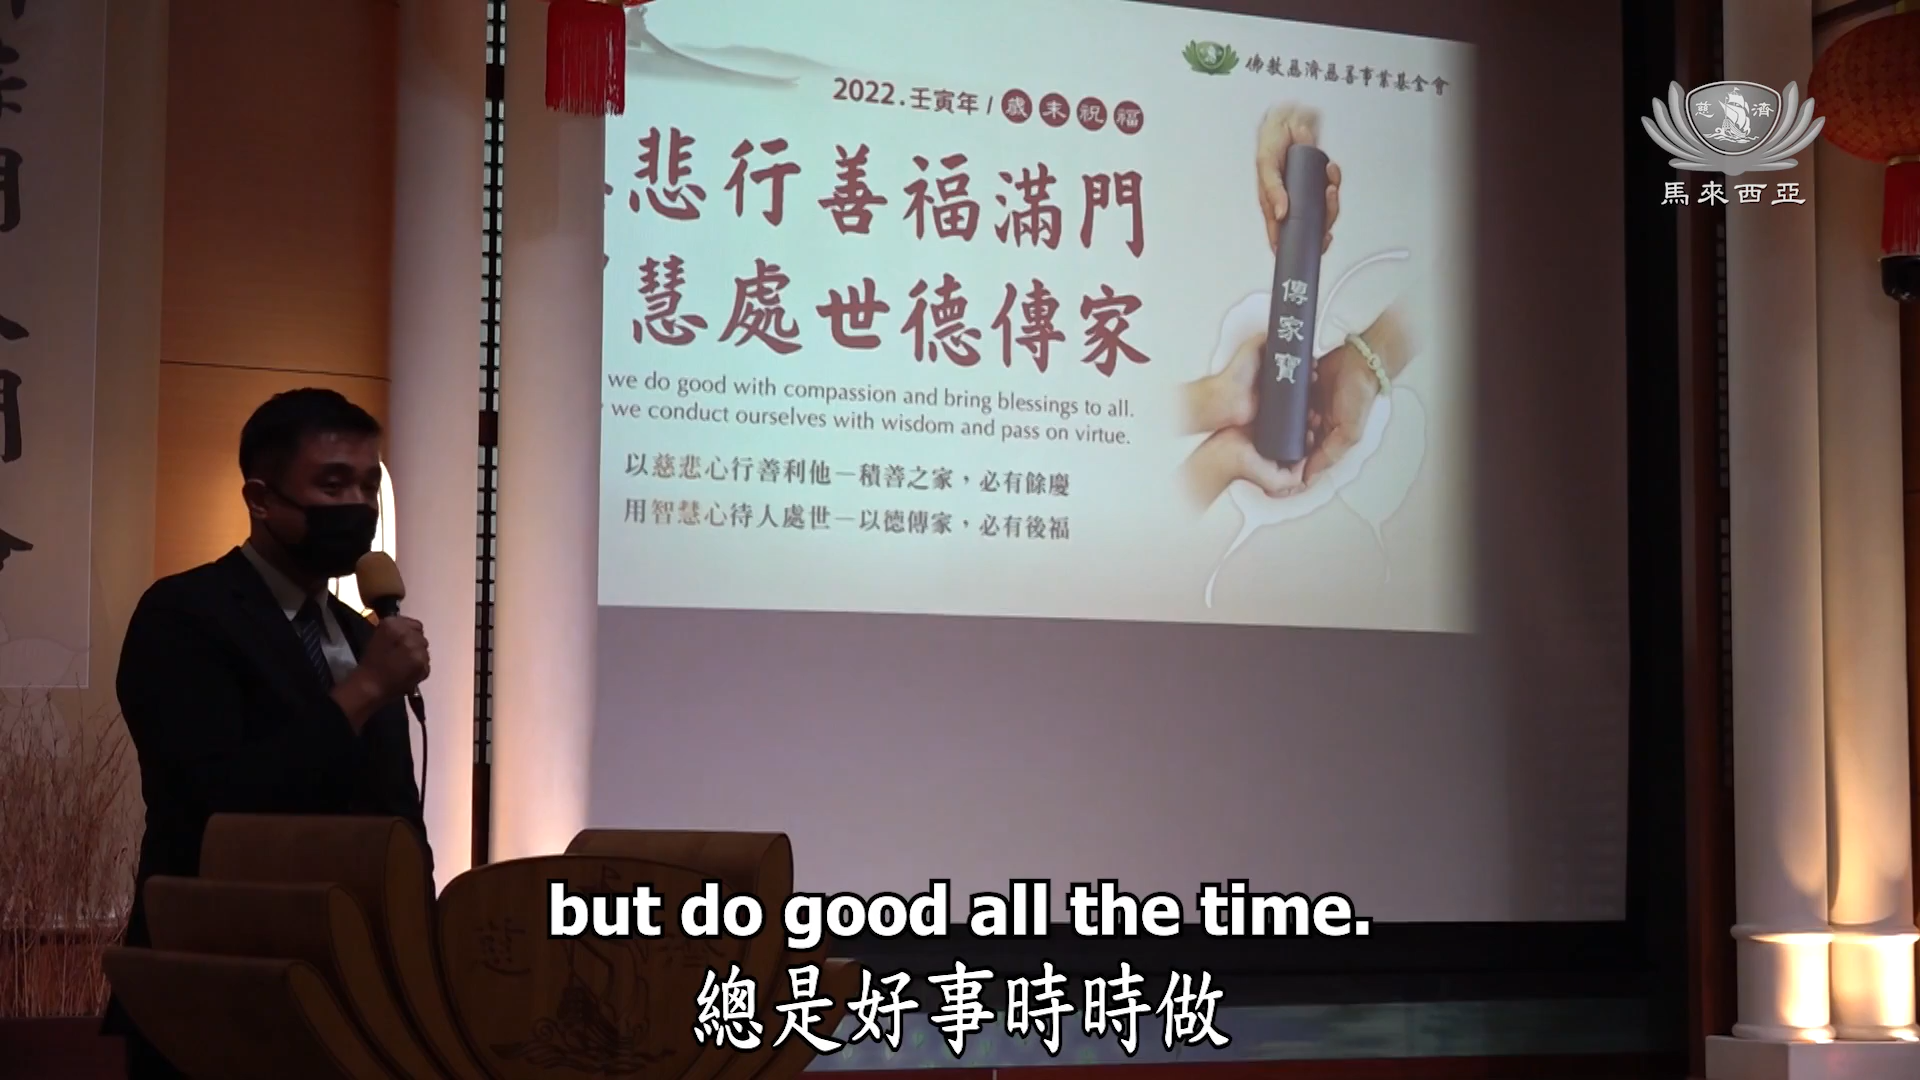 佛教慈濟慈善事業基金會
2022.壬寅年/歲末祝福
悲行善福滿門
慧處世德傳家
we do good with compassion and bring blessings to all.
we conduct ourselves with wisdom and pass on virtue.
以慈悲心行善利他—積善之家，必有餘慶
用智慧心待人處世—以德傳家，必有後福
傳家寶
慈濟
馬來西亞
慈濟
but do good all the time.
總是好事時時做